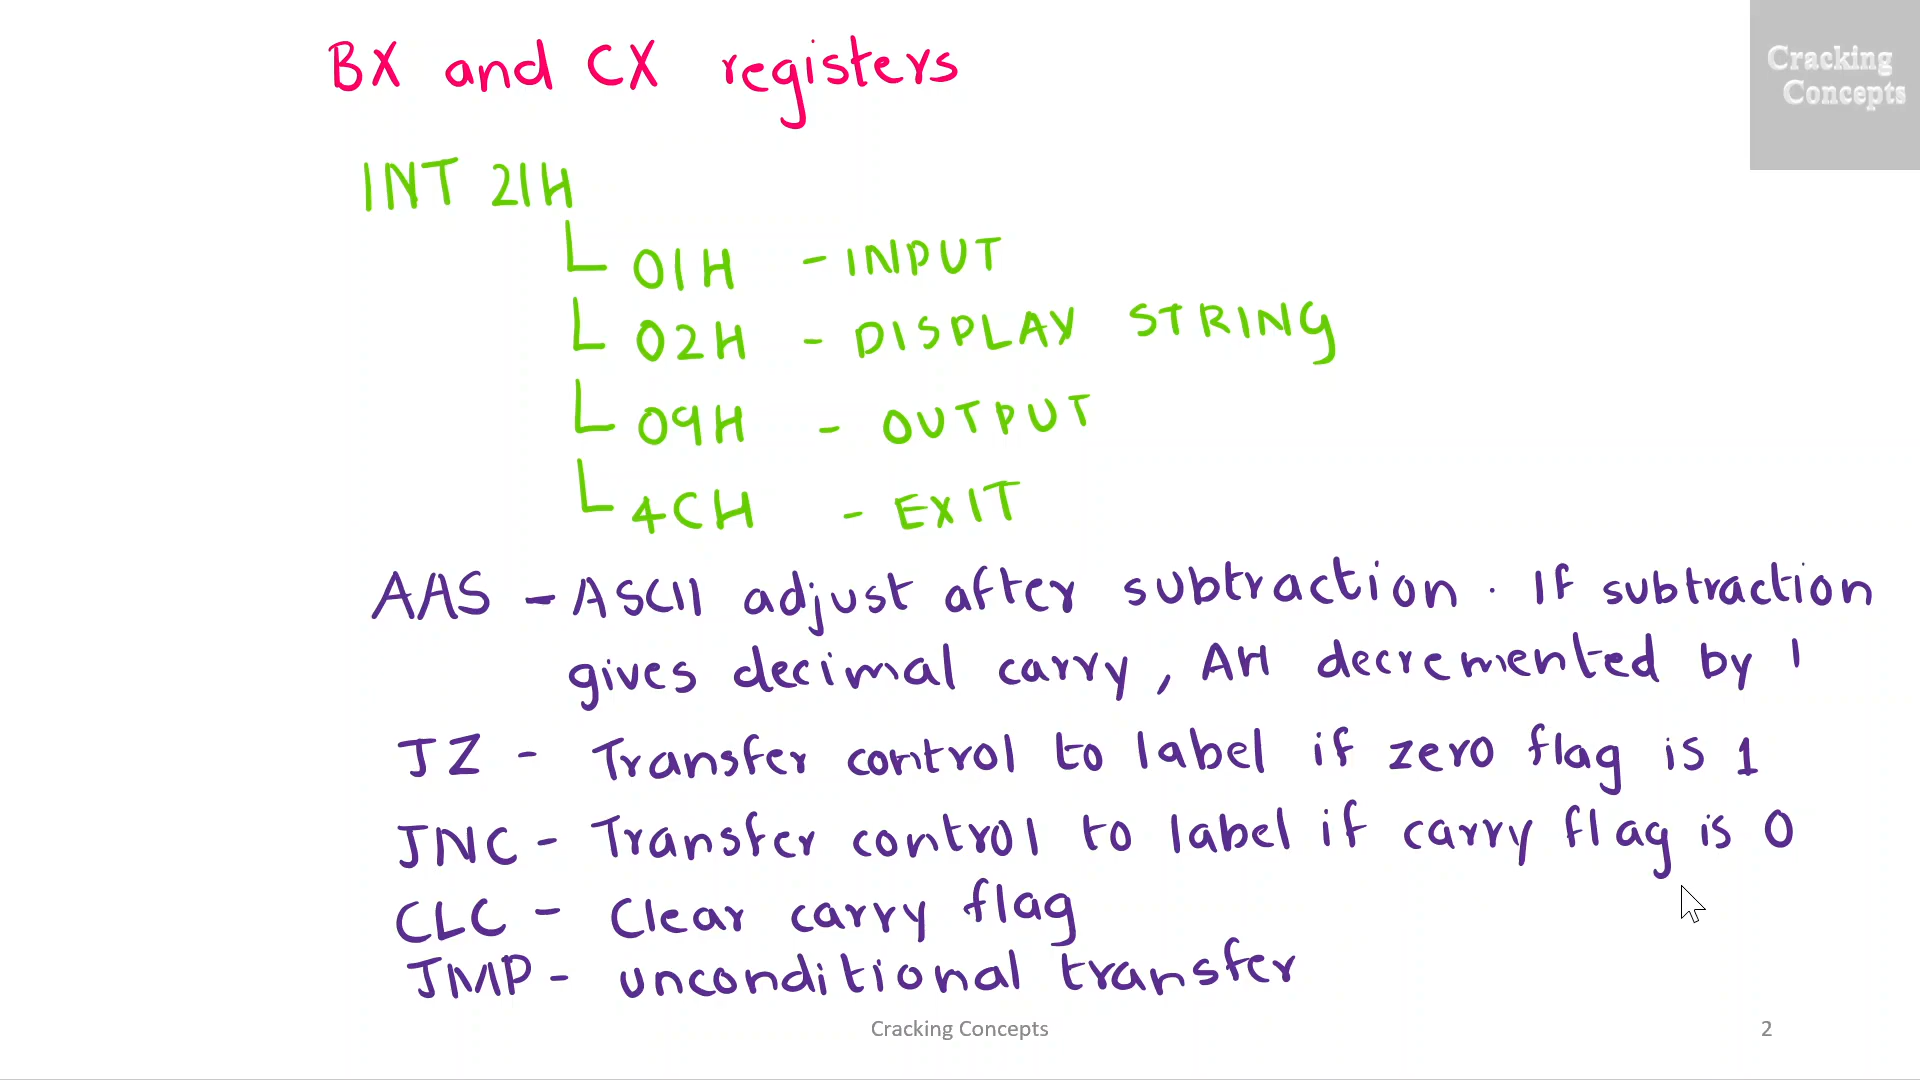 BX and CX registers
Cracking
Concepts
INT 21H
01H - INPUT
02H - DISPLAY STRING
09H - OUTPUT
4CH - EXIT
AAS - ASCII adjust after subtraction. If subtraction
gives decimal carry, AH decremented by 1
JZ - Transfer control to label if zero flag is 1
JNC - Transfer control to label if carry flag is 0
CLC - Clear carry flag
JMP - unconditional transfer
Cracking Concepts
2